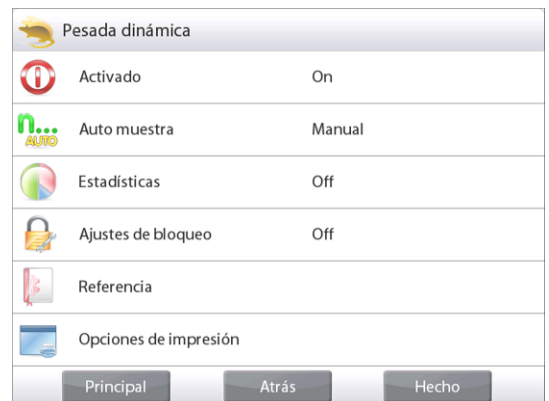 Pesada dinámica
Activado On
n... AUTO Auto muestra Manual
Estadísticas Off
Ajustes de bloqueo Off
Referencia
Opciones de impresión
Principal Atrás Hecho